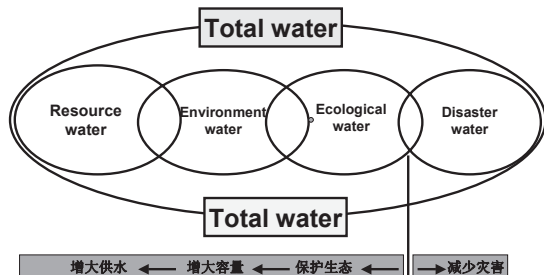 Total water
Resource
water
Environment
water
Ecological
water
Disaster
water
Total water
增大供水 增大容量 保护生态 减少灾害